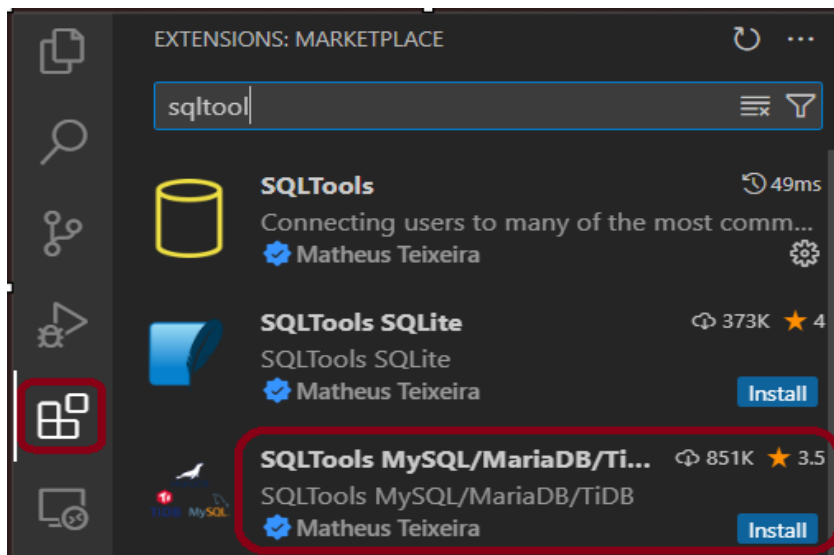 EXTENSIONS: MARKETPLACE
sqltool
SQLTools 49ms
Connecting users to many of the most comm...
Matheus Teixeira
SQLTools SQLite 373K 4
SQLTools SQLite
Matheus Teixeira Install
SQLTools MySQL/MariaDB/Ti... 851K 3.5
SQLTools MySQL/MariaDB/TiDB
TiDB MySQL
Matheus Teixeira Install